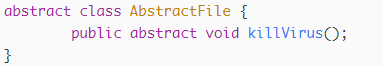 abstract class AbstractFile {
        public abstract void killVirus();
}